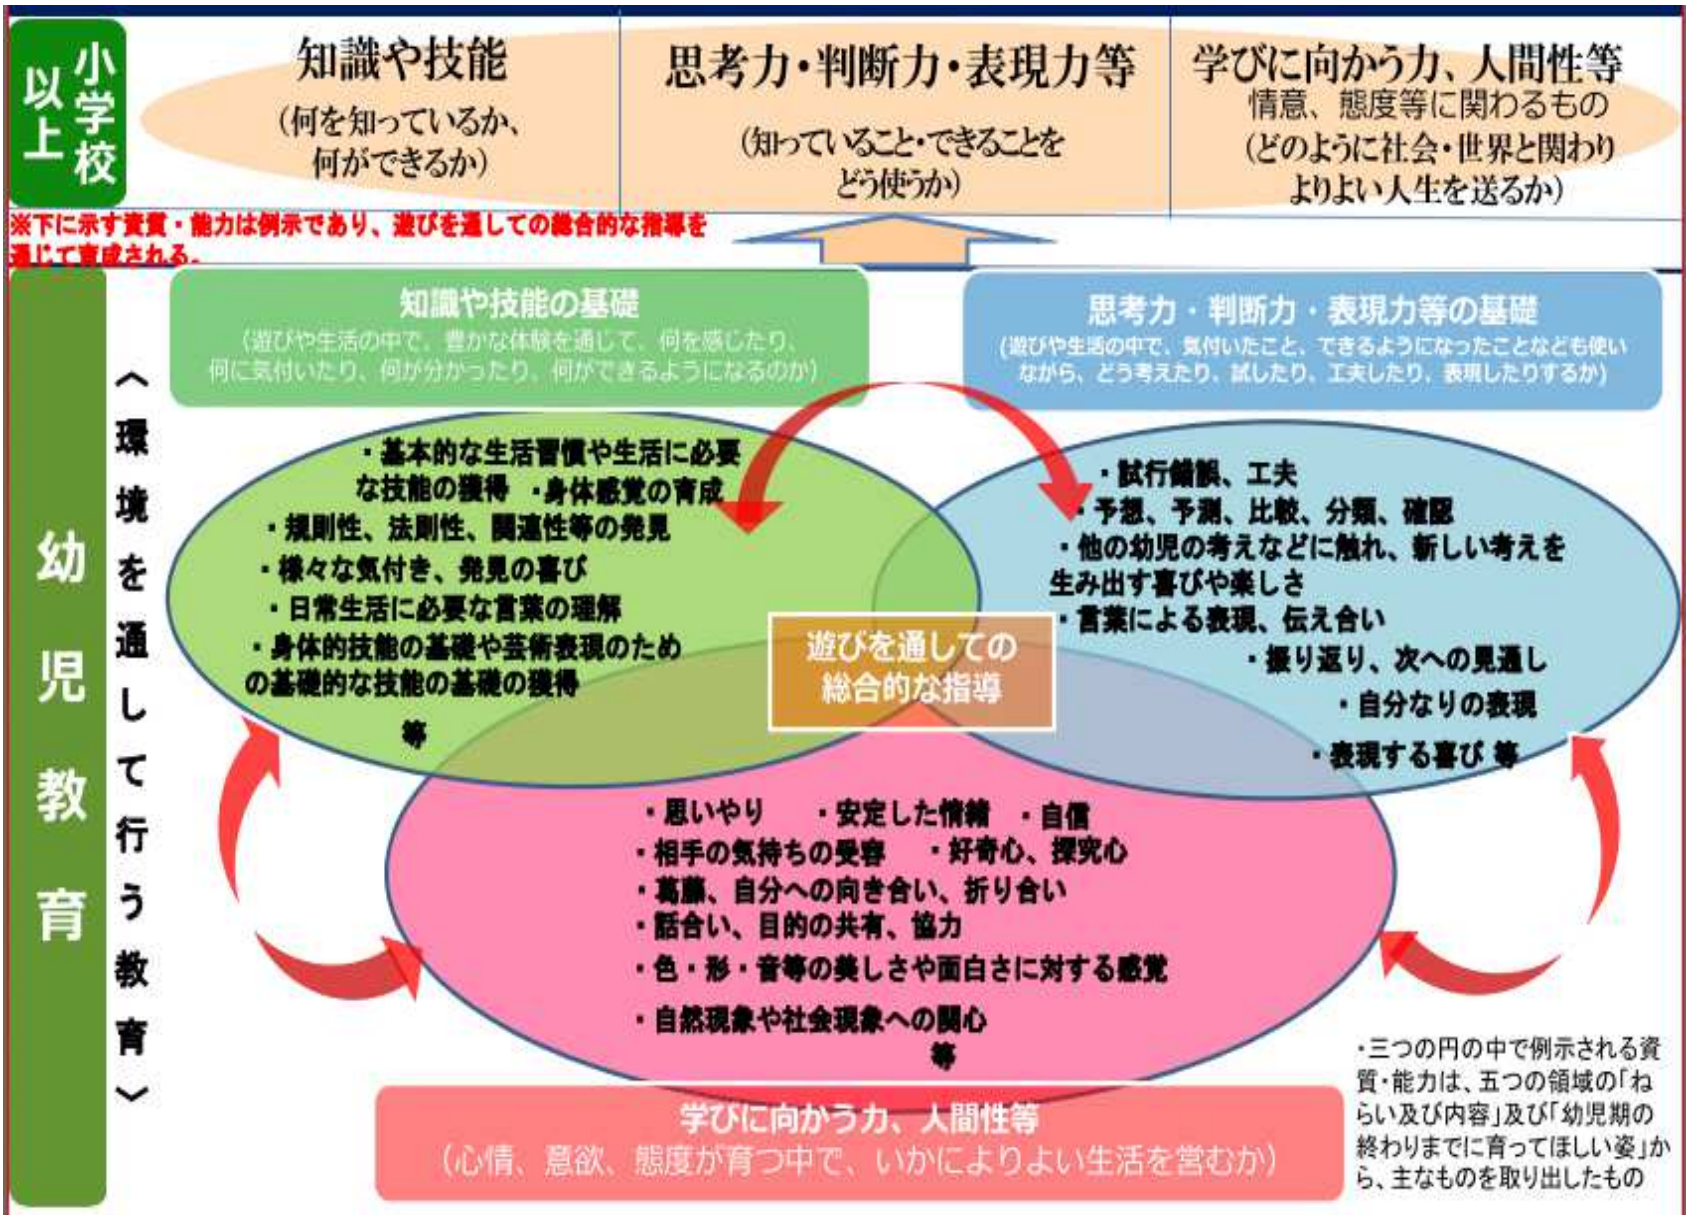 小学校
以上
知識や技能
(何を知っているか、
何ができるか)
思考力・判断力・表現力等
(知っていること・できることを
どう使うか)
学びに向かう力、人間性等
情意、態度等に関わるもの
(どのように社会・世界と関わり
よりよい人生を送るか)
※下に示す資質・能力は例示であり、遊びを通しての総合的な指導を
通じて育成される。
幼児教育
〈環境を通して行う教育〉
知識や技能の基礎
(遊びや生活の中で、豊かな体験を通じて、何を感じたり、
何に気付いたり、何が分かったり、何ができるようになるのか)
思考力・判断力・表現力等の基礎
(遊びや生活の中で、気付いたこと、できるようになったことなども使い
ながら、どう考えたり、試したり、工夫したり、表現したりするか)
・基本的な生活習慣や生活に必要
な技能の獲得 ・身体感覚の育成
・規則性、法則性、関連性等の発見
・様々な気付き、発見の喜び
・日常生活に必要な言葉の理解
・身体的技能の基礎や芸術表現のため
の基礎的な技能の基礎の獲得
等
・試行錯誤、工夫
・予想、予測、比較、分類、確認
・他の幼児の考えなどに触れ、新しい考えを
生み出す喜びや楽しさ
・言葉による表現、伝え合い
・振り返り、次への見通し
・自分なりの表現
・表現する喜び 等
遊びを通しての
総合的な指導
・思いやり ・安定した情緒 ・自信
・相手の気持ちの受容 ・好奇心、探究心
・葛藤、自分への向き合い、折り合い
・話合い、目的の共有、協力
・色・形・音等の美しさや面白さに対する感覚
・自然現象や社会現象への関心
等
学びに向かう力、人間性等
(心情、意欲、態度が育つ中で、いかによりよい生活を営むか)
・三つの円の中で例示される資
質・能力は、五つの領域の「ね
らい及び内容」及び「幼児期の
終わりまでに育ってほしい姿」か
ら、主なものを取り出したもの